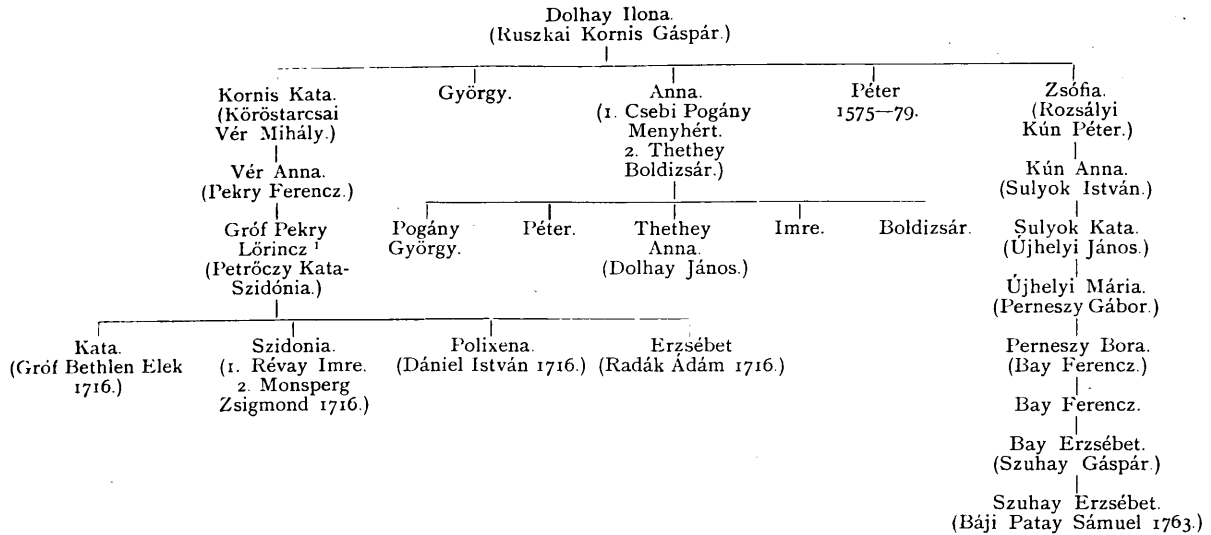 Dolhay Ilona.
(Ruszkai Kornis Gáspár.)
Kornis Kata.
(Köröstarcsai
Vér Mihály.)
György.
Anna.
(1. Csebi Pogány
Menyhért.
2. Thethey
Boldizsár.)
Péter
1575—79.
Zsófia.
(Rozsályi
Kún Péter.)
Vér Anna.
(Pekry Ferencz.)
Kún Anna.
(Sulyok István.)
Gróf Pekry
Lőrincz ¹
(Petrőczy Kata-
Szidónia.)
Pogány
György.
Péter.
Thethey
Anna.
(Dolhay János.)
Imre.
Boldizsár.
Sulyok Kata.
(Újhelyi János.)
Újhelyi Mária.
(Perneszy Gábor.)
Kata.
(Gróf Bethlen Elek
1716.)
Szidonia.
(1. Révay Imre.
2. Monsperg
Zsigmond 1716.)
Polixena.
(Dániel István 1716.)
Erzsébet
(Radák Ádám 1716.)
Perneszy Bora.
(Bay Ferencz.)
Bay Ferencz.
Bay Erzsébet.
(Szuhay Gáspár.)
Szuhay Erzsébet.
(Báji Patay Sámuel 1763.)